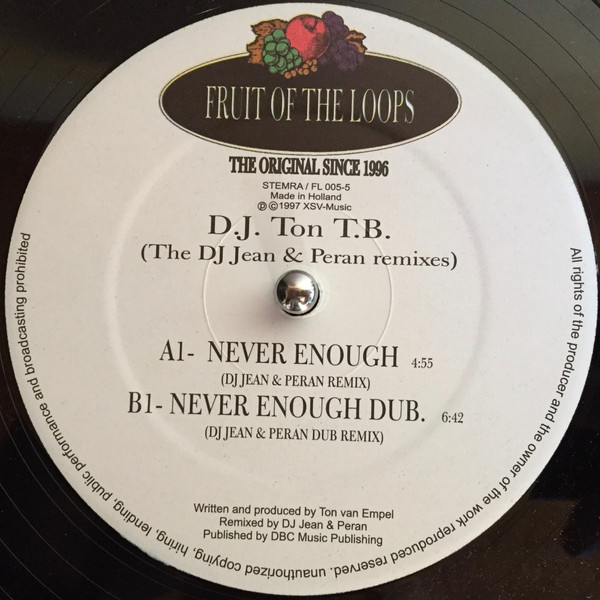 FRUIT OF THE LOOPS
THE ORIGINAL SINCE 1996
STEMRA / FL 005-5
Made in Holland
℗©1997 XSV-Music
D.J. Ton T.B.
(The DJ Jean & Peran remixes)
A1- NEVER ENOUGH 4:55
(DJ JEAN & PERAN REMIX)
B1- NEVER ENOUGH DUB. 6:42
(DJ JEAN & PERAN DUB REMIX)
Written and produced by Ton van Empel
Remixed by DJ Jean & Peran
Published by DBC Music Publishing
All rights of the producer and the owner of the work reproduced reserved. unauthorized copying, hiring, lending, public performance and broadcasting prohibited